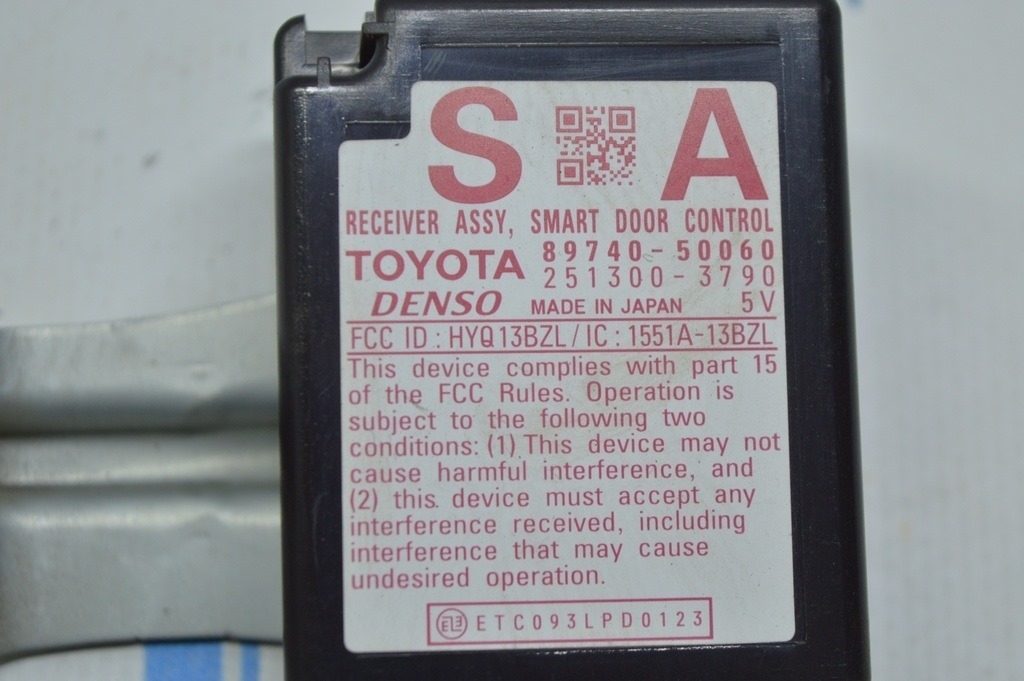 S A
RECEIVER ASSY, SMART DOOR CONTROL
TOYOTA 89740-50060
251300-3790
DENSO MADE IN JAPAN 5V
FCC ID : HYQ13BZL / IC : 1551A-13BZL
This device complies with part 15
of the FCC Rules. Operation is
subject to the following two
conditions: (1) This device may not
cause harmful interference, and
(2) this device must accept any
interference received, including
interference that may cause
undesired operation.
ETC093LPD0123